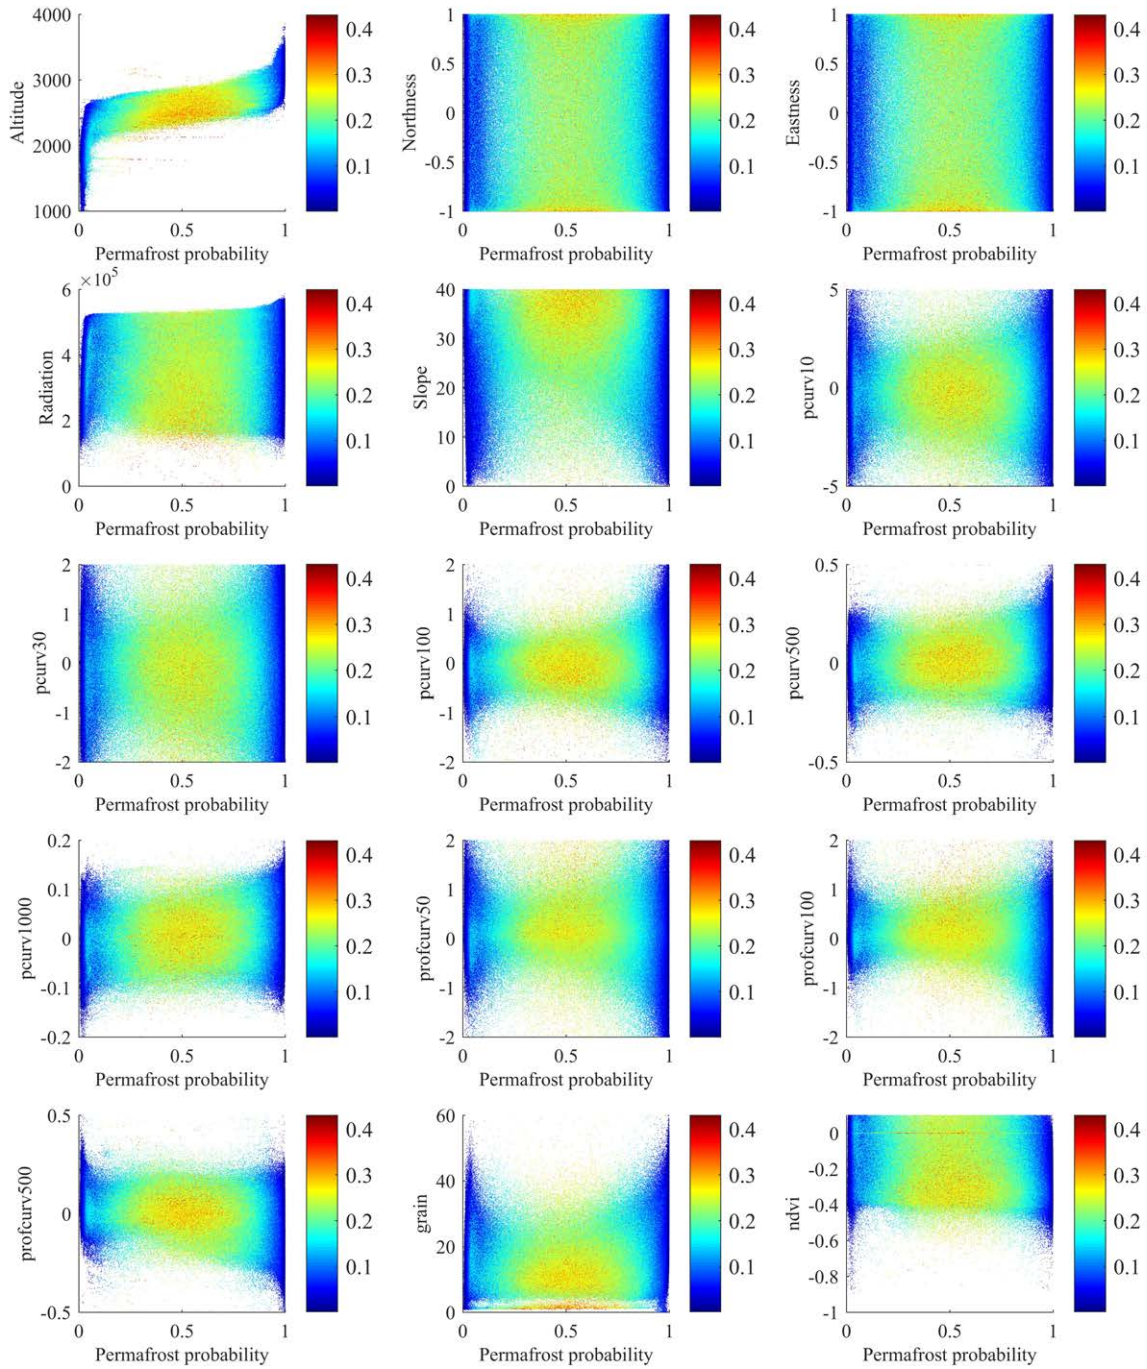 4000
3000
2000
1000
Altitude
0 0.5 1
Permafrost probability
0.4
0.3
0.2
0.1
1
0.5
0
-0.5
-1
Northness
0 0.5 1
Permafrost probability
0.4
0.3
0.2
0.1
1
0.5
0
-0.5
-1
Eastness
0 0.5 1
Permafrost probability
0.4
0.3
0.2
0.1
×10⁵
6
4
2
0
Radiation
0 0.5 1
Permafrost probability
0.4
0.3
0.2
0.1
40
30
20
10
0
Slope
0 0.5 1
Permafrost probability
0.4
0.3
0.2
0.1
5
0
-5
pcurv10
0 0.5 1
Permafrost probability
0.4
0.3
0.2
0.1
2
1
0
-1
-2
pcurv30
0 0.5 1
Permafrost probability
0.4
0.3
0.2
0.1
2
1
0
-1
-2
pcurv100
0 0.5 1
Permafrost probability
0.4
0.3
0.2
0.1
0.5
0
-0.5
pcurv500
0 0.5 1
Permafrost probability
0.4
0.3
0.2
0.1
0.2
0.1
0
-0.1
-0.2
pcurv1000
0 0.5 1
Permafrost probability
0.4
0.3
0.2
0.1
2
1
0
-1
-2
profcurv50
0 0.5 1
Permafrost probability
0.4
0.3
0.2
0.1
2
1
0
-1
-2
profcurv100
0 0.5 1
Permafrost probability
0.4
0.3
0.2
0.1
0.5
0
-0.5
profcurv500
0 0.5 1
Permafrost probability
0.4
0.3
0.2
0.1
60
40
20
0
grain
0 0.5 1
Permafrost probability
0.4
0.3
0.2
0.1
0
-0.2
-0.4
-0.6
-0.8
-1
ndvi
0 0.5 1
Permafrost probability
0.4
0.3
0.2
0.1